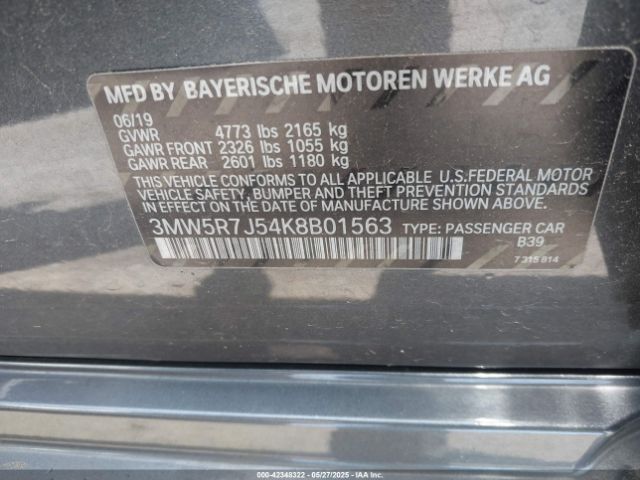 MFD BY BAYERISCHE MOTOREN WERKE AG
06/19
GVWR 4773 lbs 2165 kg
GAWR FRONT 2326 lbs 1055 kg
GAWR REAR 2601 lbs 1180 kg
THIS VEHICLE CONFORMS TO ALL APPLICABLE U.S.FEDERAL MOTOR
VEHICLE SAFETY, BUMPER AND THEFT PREVENTION STANDARDS
IN EFFECT ON THE DATE OF MANUFACTURE SHOWN ABOVE.
3MW5R7J54K8B01563 TYPE: PASSENGER CAR
B39
7 315 814
00-42348322 05/27/2025 IAA Inc.